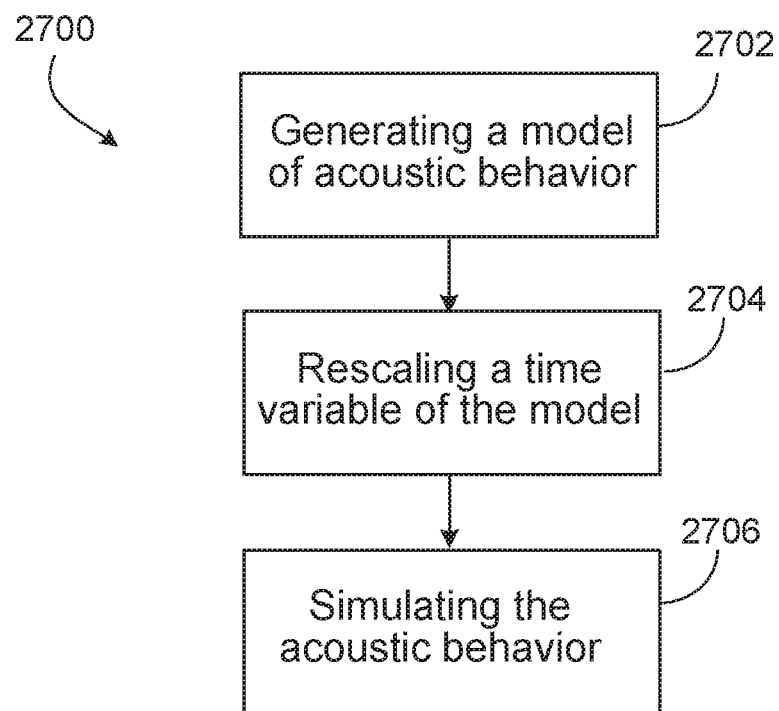 2700
2702
Generating a model
of acoustic behavior
2704
Rescaling a time
variable of the model
2706
Simulating the
acoustic behavior